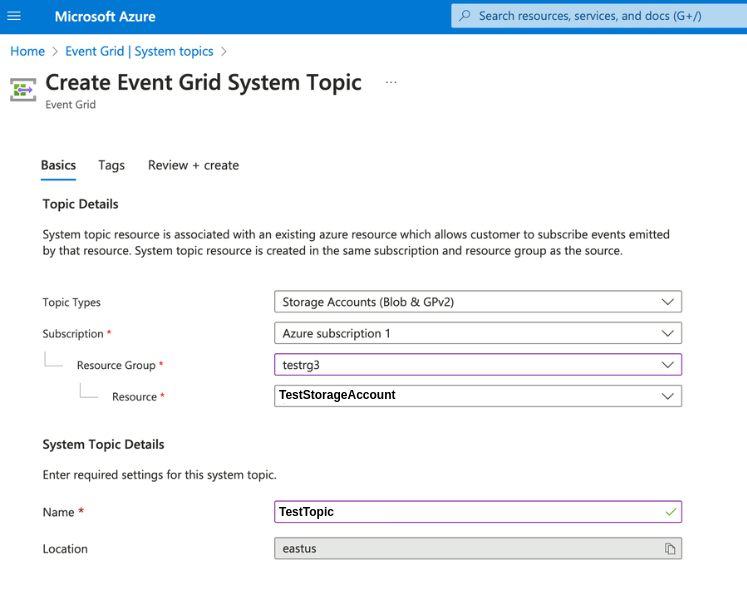 Microsoft Azure
Search resources, services, and docs (G+/)
Home > Event Grid | System topics >
Create Event Grid System Topic ...
Event Grid
Basics Tags Review + create
Topic Details
System topic resource is associated with an existing azure resource which allows customer to subscribe events emitted
by that resource. System topic resource is created in the same subscription and resource group as the source.
Topic Types Storage Accounts (Blob & GPv2)
Subscription * Azure subscription 1
Resource Group * testrg3
Resource * TestStorageAccount
System Topic Details
Enter required settings for this system topic.
Name * TestTopic
Location eastus